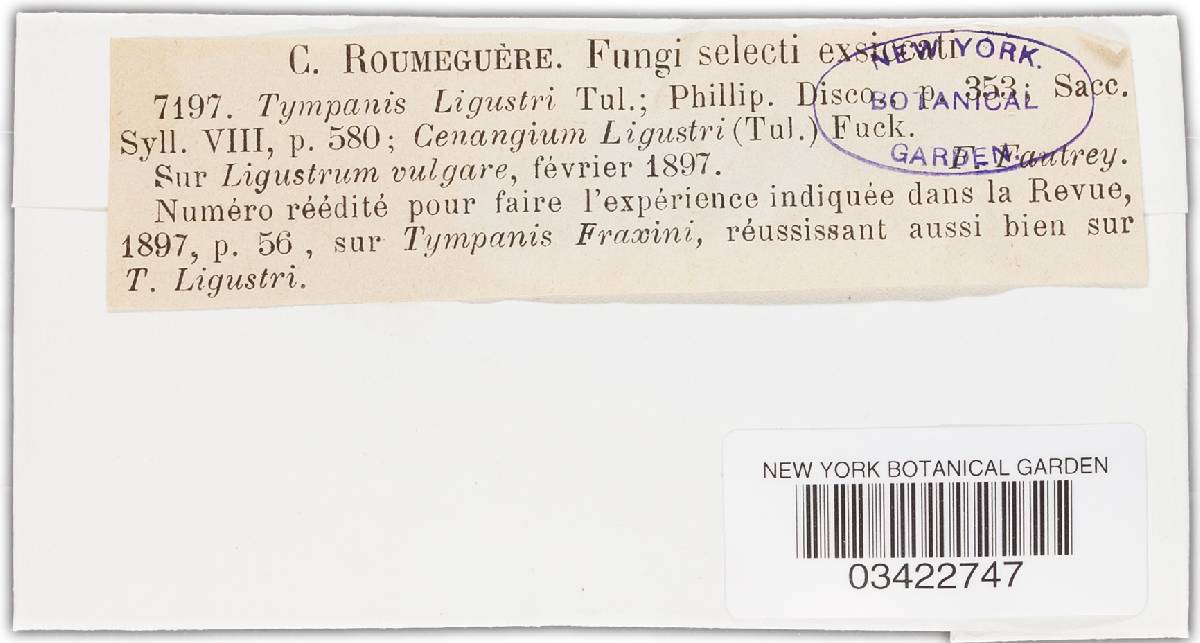 C. ROUMEGUÈRE. Fungi selecti exsiccati
7197. Tympanis Ligustri Tul.; Phillip. Disco., p. 353; Sacc.
Syll. VIII, p. 580; Cenangium Ligustri (Tul.) Fuck.
F. Fautrey.
Sur Ligustrum vulgare, février 1897.
Numéro réédité pour faire l'expérience indiquée dans la Revue,
1897, p. 56, sur Tympanis Fraxini, réussissant aussi bien sur
T. Ligustri.
NEW YORK.
BOTANICAL
GARDEN.
NEW YORK BOTANICAL GARDEN
03422747